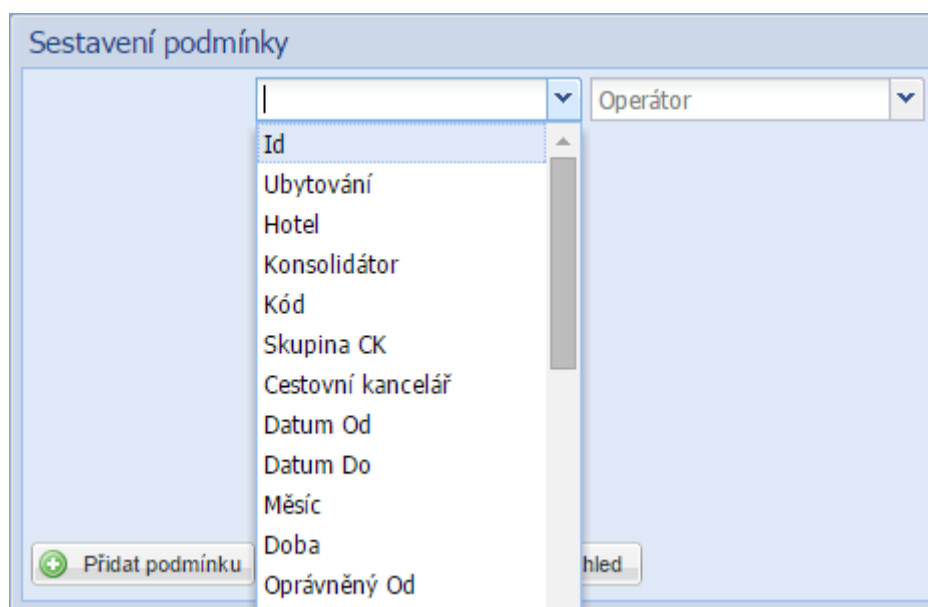 Sestavení podmínky
Operátor
Id
Ubytování
Hotel
Konsolidátor
Kód
Skupina CK
Cestovní kancelář
Datum Od
Datum Do
Měsíc
Doba
Oprávněný Od
Přidat podmínku
hled